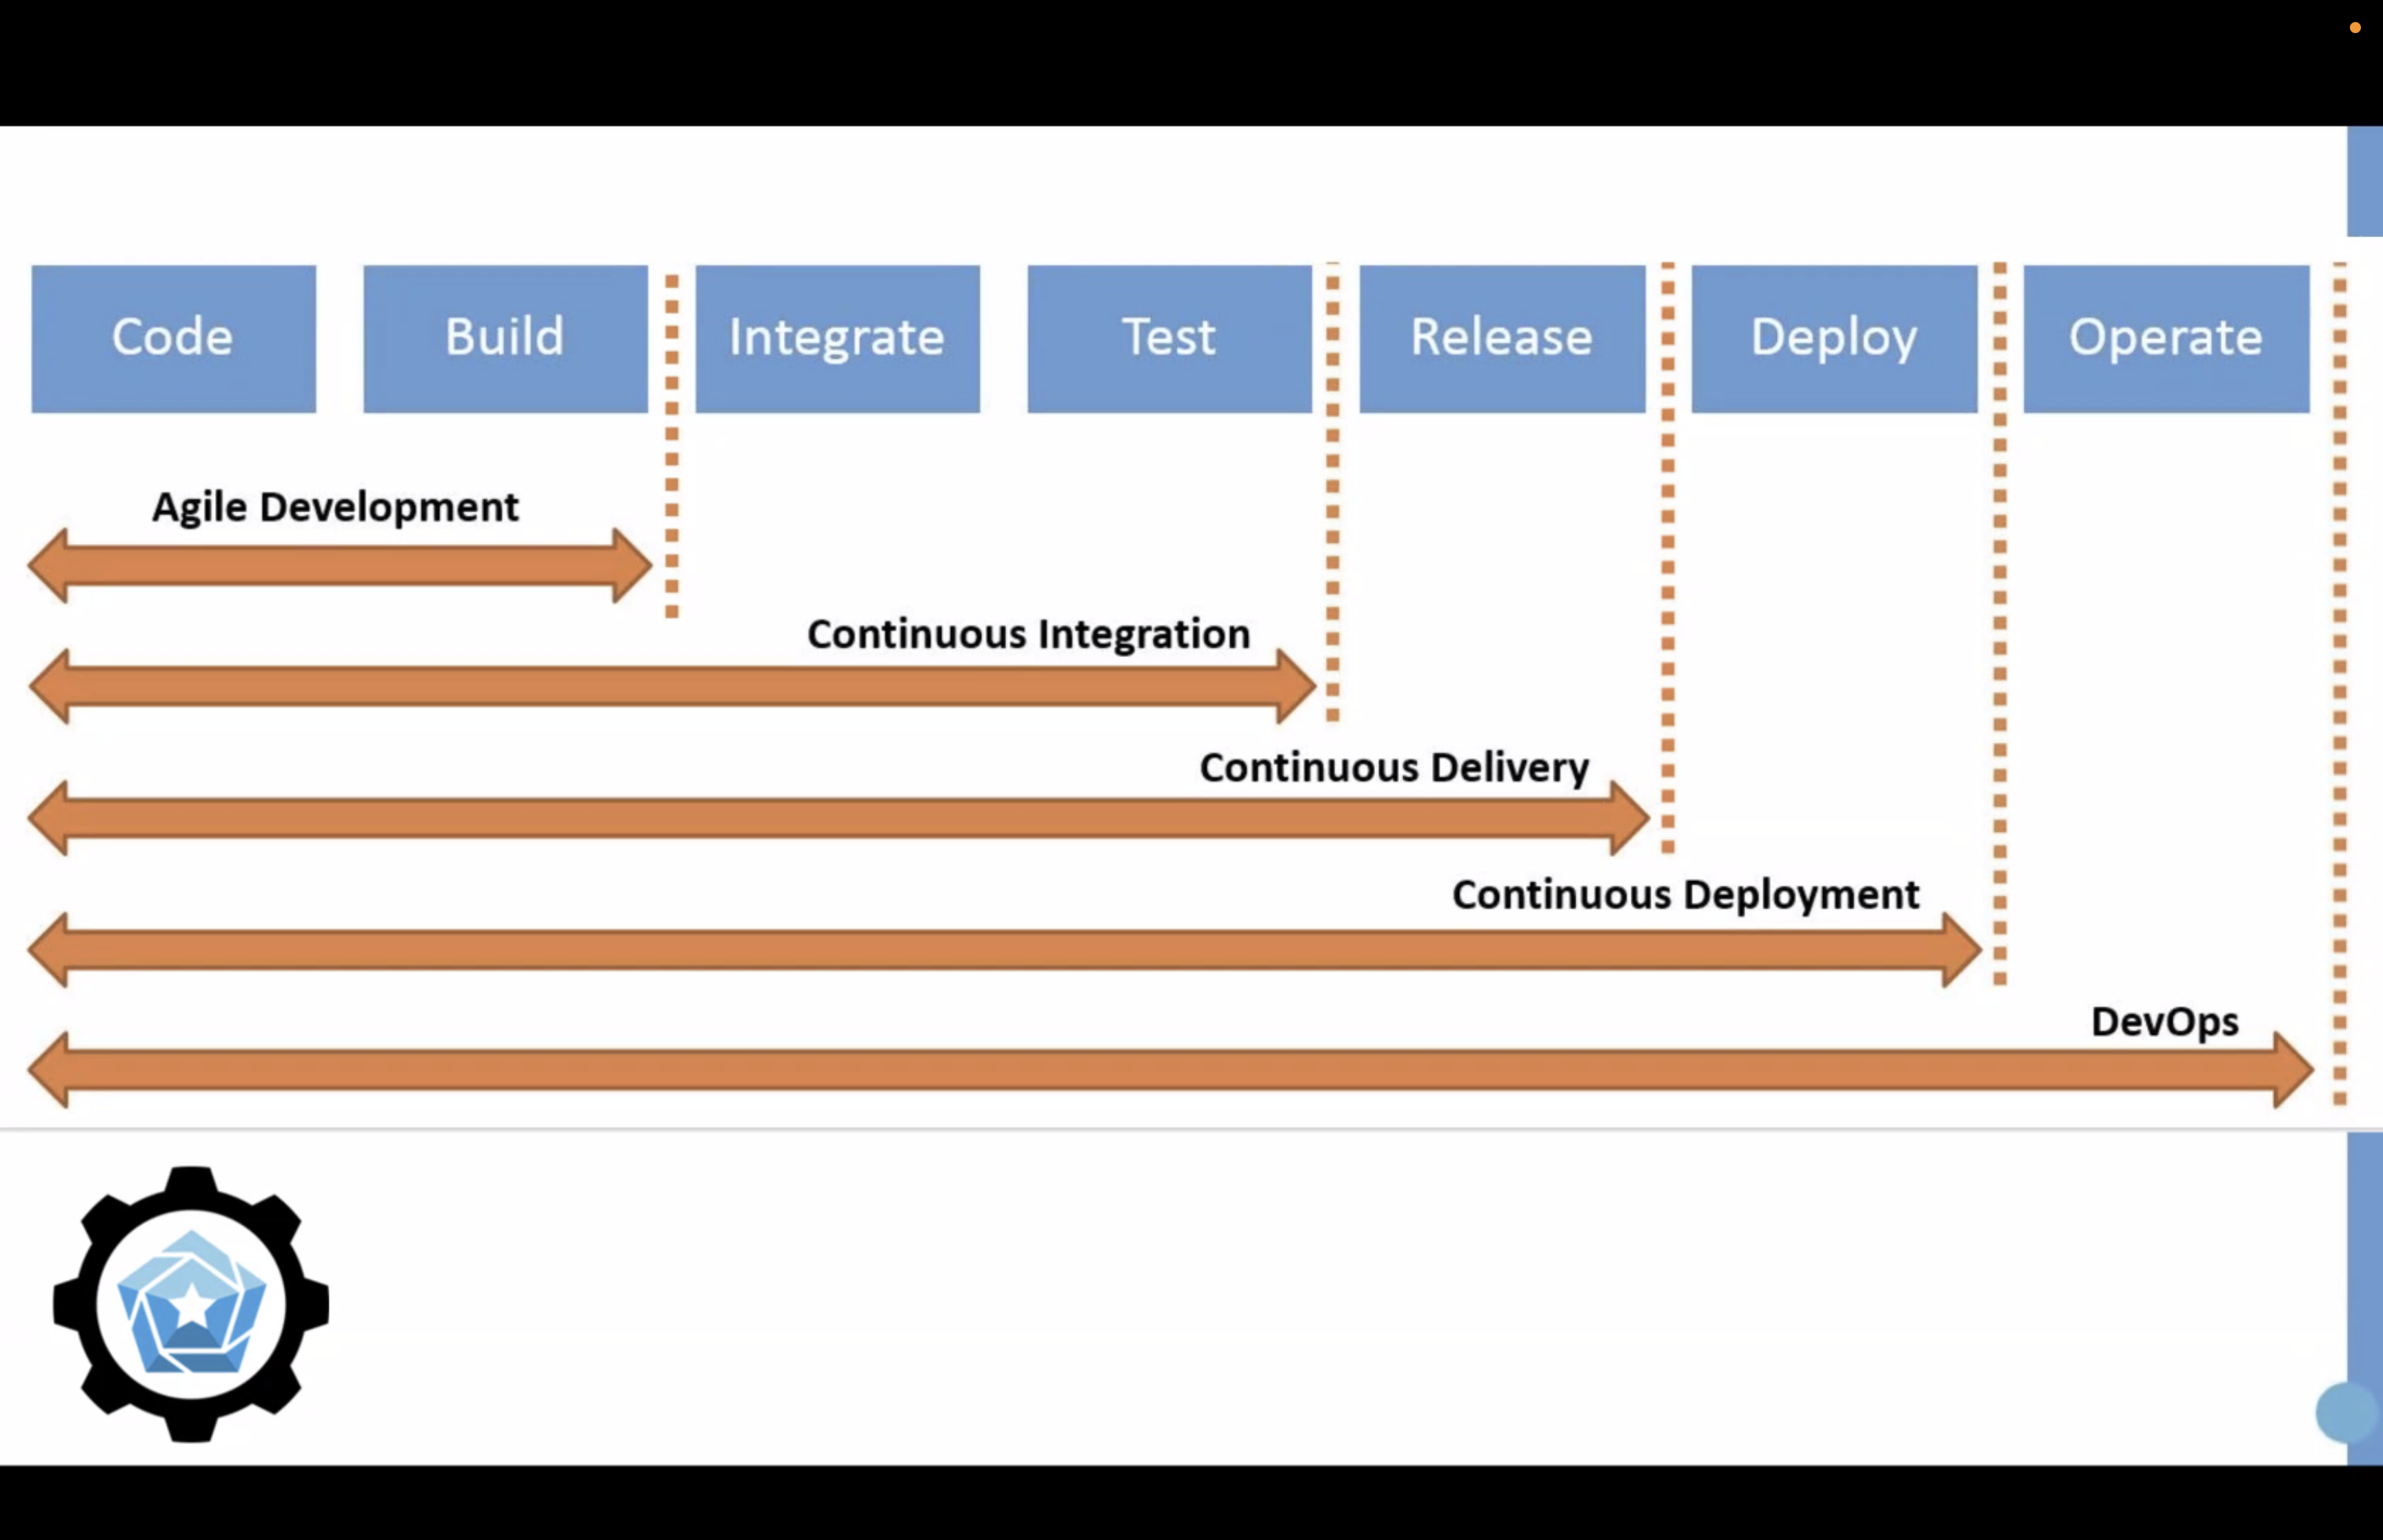 Code
Build
Integrate
Test
Release
Deploy
Operate
Agile Development
Continuous Integration
Continuous Delivery
Continuous Deployment
DevOps